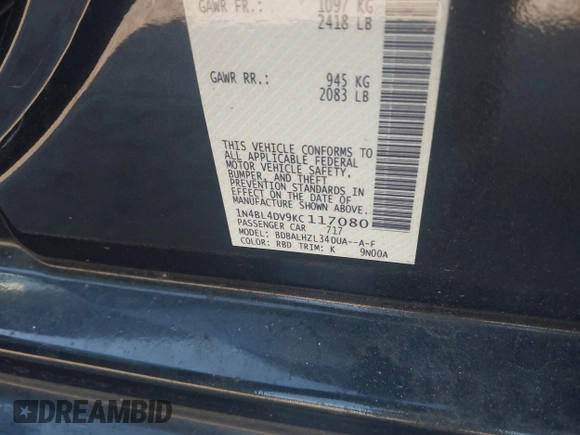 GAWR FR.: 1097 KG
2418 LB
GAWR RR.: 945 KG
2083 LB
THIS VEHICLE CONFORMS TO
ALL APPLICABLE FEDERAL
MOTOR VEHICLE SAFETY,
BUMPER, AND THEFT
PREVENTION STANDARDS IN
EFFECT ON THE DATE OF
MANUFACTURE SHOWN ABOVE.
1N4BL4DV9KC117080
PASSENGER CAR 717
MODEL: BDBALHZL34DUA--A-F
COLOR: RBD TRIM: K 9N00A
DREAMBID